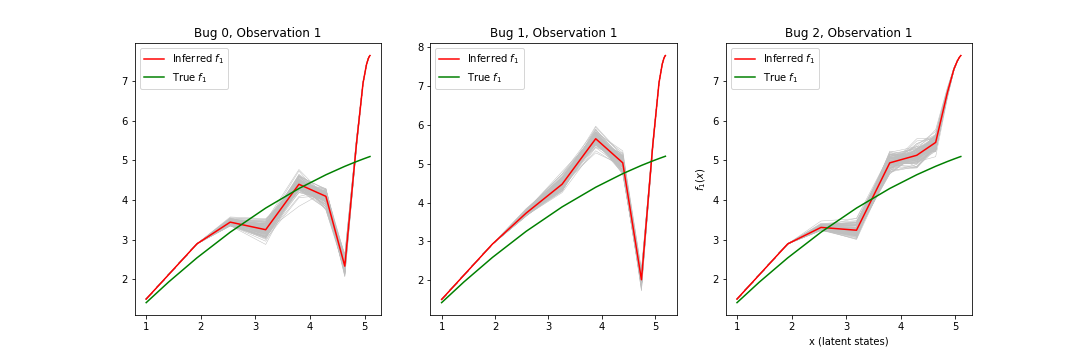 Bug 0, Observation 1
Inferred f₁
True f₁
7
6
5
4
3
2
1 2 3 4 5
Bug 1, Observation 1
Inferred f₁
True f₁
8
7
6
5
4
3
2
1 2 3 4 5
Bug 2, Observation 1
Inferred f₁
True f₁
f₁(x)
7
6
5
4
3
2
1 2 3 4 5
x (latent states)